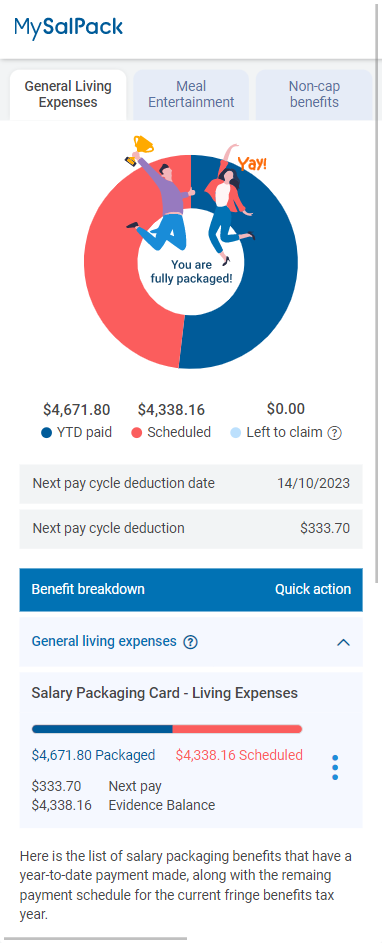 MySalPack
General Living
Expenses
Meal
Entertainment
Non-cap
benefits
Yay!
You are
fully packaged!
$4,671.80 $4,338.16 $0.00
YTD paid Scheduled Left to claim ?
Next pay cycle deduction date 14/10/2023
Next pay cycle deduction $333.70
Benefit breakdown Quick action
General living expenses ?
Salary Packaging Card - Living Expenses
$4,671.80 Packaged $4,338.16 Scheduled
$333.70 Next pay
$4,338.16 Evidence Balance
Here is the list of salary packaging benefits that have a
year-to-date payment made, along with the remaing
payment schedule for the current fringe benefits tax
year.